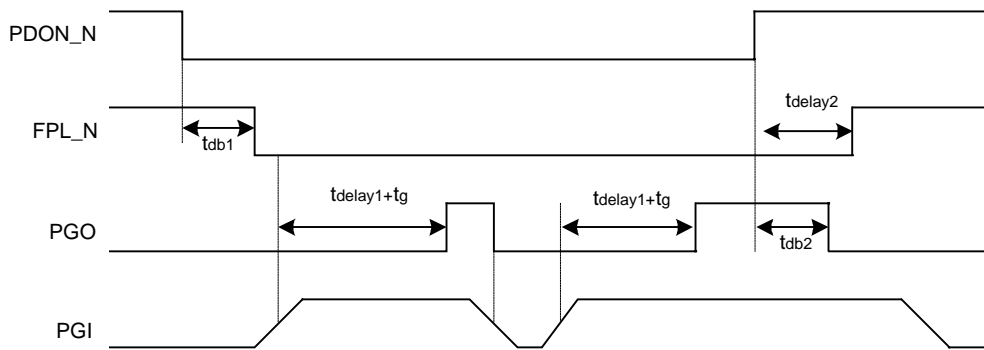 PDON_N
tdelay2
FPL_N
tdb1
tdelay1+tg
tdelay1+tg
PGO
tdb2
PGI